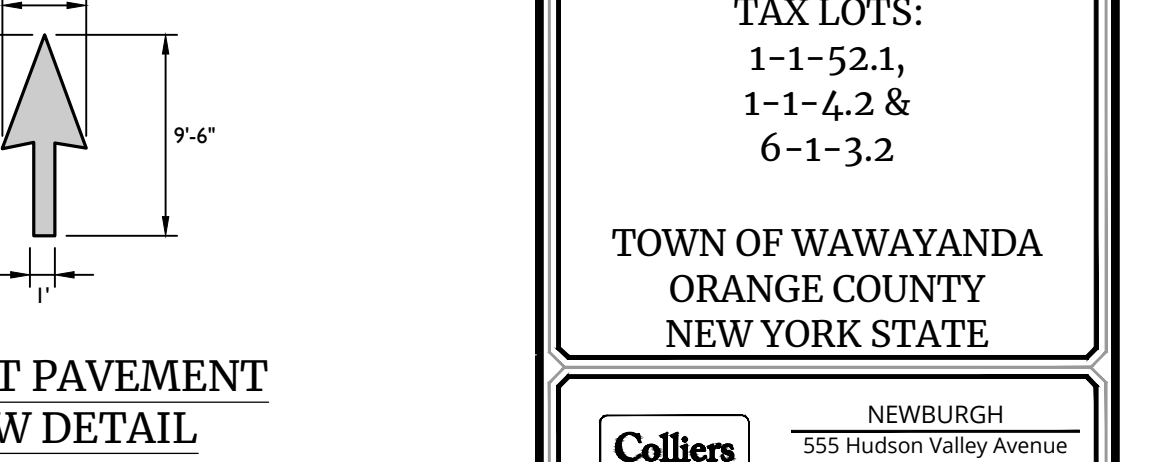 9'-6"
1'
T PAVEMENT
W DETAIL
TAX LOTS:
1-1-52.1,
1-1-4.2 &
6-1-3.2
TOWN OF WAWAYANDA
ORANGE COUNTY
NEW YORK STATE
Colliers
NEWBURGH
555 Hudson Valley Avenue